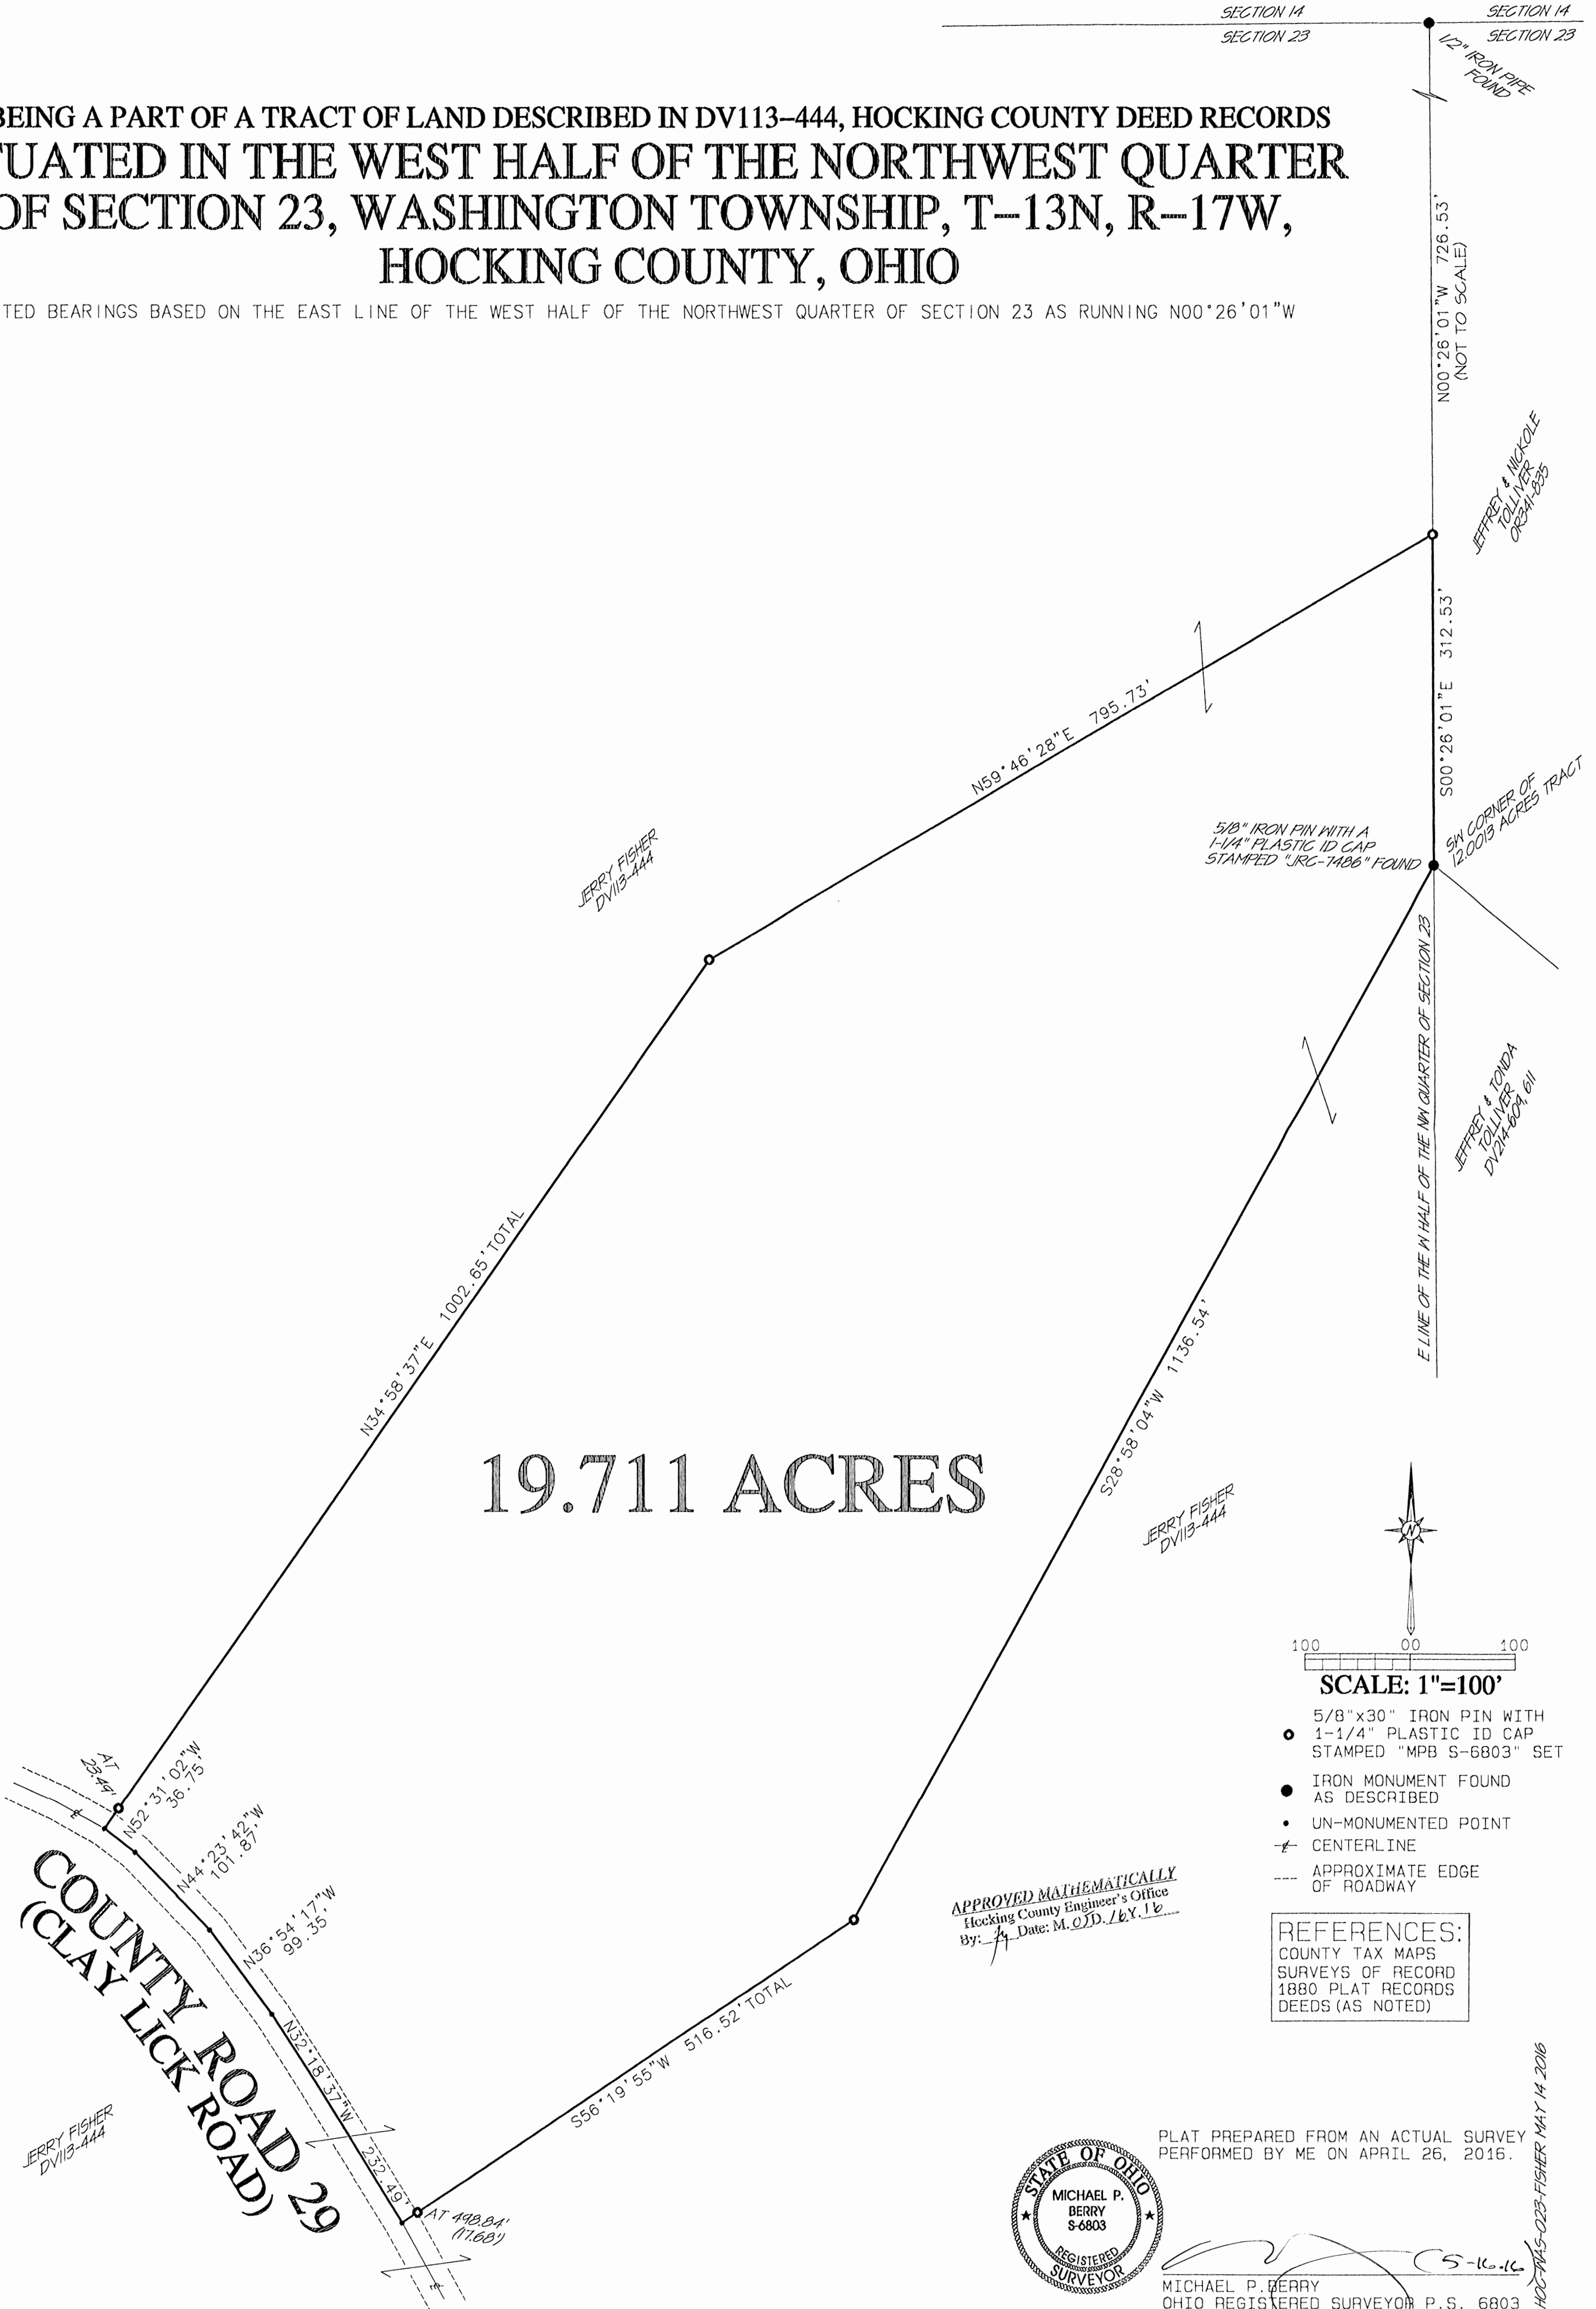 SECTION 14
SECTION 23
SECTION 14
SECTION 23
1/2" IRON PIPE
FOUND
BEING A PART OF A TRACT OF LAND DESCRIBED IN DV113-444, HOCKING COUNTY DEED RECORDS
TUATED IN THE WEST HALF OF THE NORTHWEST QUARTER
OF SECTION 23, WASHINGTON TOWNSHIP, T-13N, R-17W,
HOCKING COUNTY, OHIO
TED BEARINGS BASED ON THE EAST LINE OF THE WEST HALF OF THE NORTHWEST QUARTER OF SECTION 23 AS RUNNING N00°26'01"W
N00°26'01"W 726.53'
(NOT TO SCALE)
JEFFREY & NICKOLE
TOLLIVER
OR341-835
S00°26'01"E 312.53'
N59°46'28"E 795.73'
SW CORNER OF
12.0013 ACRES TRACT
5/8" IRON PIN WITH A
1-1/4" PLASTIC ID CAP
STAMPED "JRC-7486" FOUND
JERRY FISHER
DV113-444
E LINE OF THE W HALF OF THE NW QUARTER OF SECTION 23
JEFFREY & TONDA
TOLLIVER
DV214-609, 611
N34°58'37"E 1002.65' TOTAL
S28°58'04"W 1136.54'
19.711 ACRES
JERRY FISHER
DV113-444
N
100 00 100
SCALE: 1"=100'
5/8"x30" IRON PIN WITH
1-1/4" PLASTIC ID CAP
STAMPED "MPB S-6803" SET
IRON MONUMENT FOUND
AS DESCRIBED
UN-MONUMENTED POINT
CENTERLINE
APPROXIMATE EDGE
OF ROADWAY
AT
23.49'
N52°31'02"W
36.75'
N44°23'42"W
101.87'
N36°54'17"W
99.35'
N32°18'37"W 232.49'
COUNTY ROAD 29
(CLAY LICK ROAD)
APPROVED MATHEMATICALLY
Hocking County Engineer's Office
By: Date: M. 05 D. 16 Y. 16
REFERENCES:
COUNTY TAX MAPS
SURVEYS OF RECORD
1880 PLAT RECORDS
DEEDS (AS NOTED)
S56°19'55"W 516.52' TOTAL
JERRY FISHER
DV113-444
AT 498.84'
(17.68')
HOC-WAS-023-FISHER MAY 14 2016
PLAT PREPARED FROM AN ACTUAL SURVEY
PERFORMED BY ME ON APRIL 26, 2016.
STATE OF OHIO
MICHAEL P.
BERRY
S-6803
REGISTERED
SURVEYOR
5-16-16
MICHAEL P. BERRY
OHIO REGISTERED SURVEYOR P.S. 6803